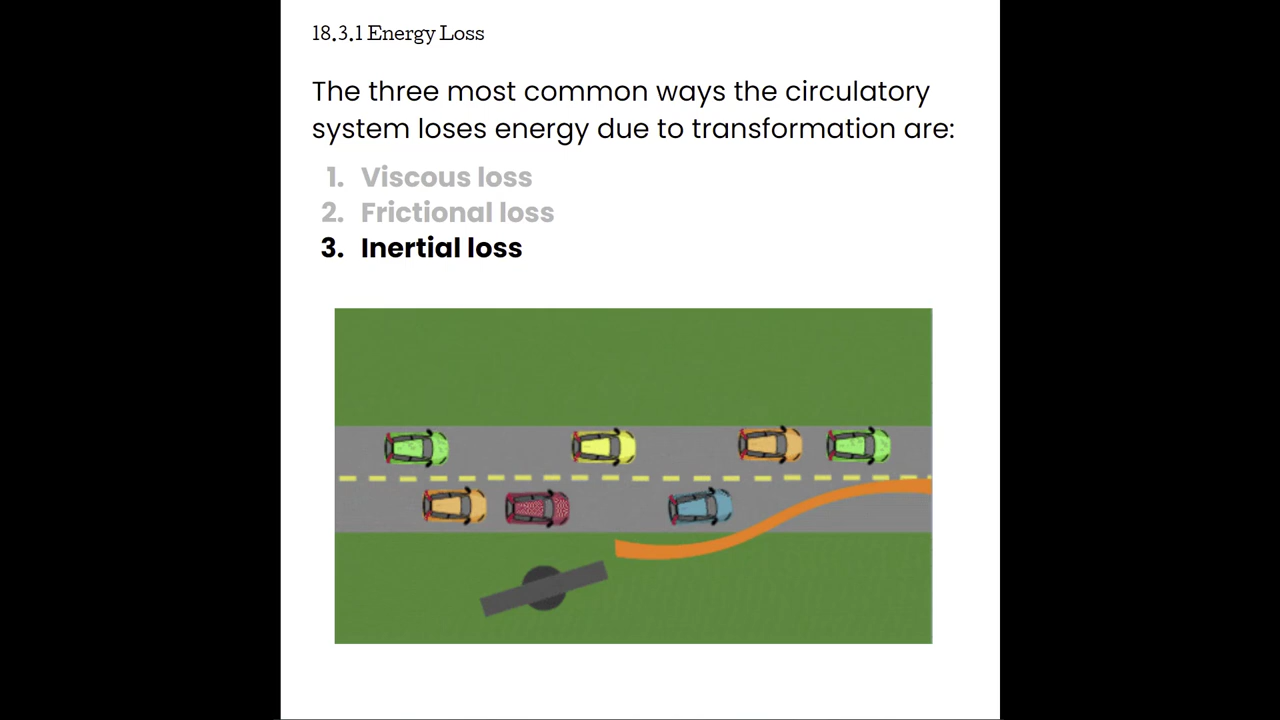 18.3.1 Energy Loss
The three most common ways the circulatory
system loses energy due to transformation are:
1. Viscous loss
2. Frictional loss
3. Inertial loss